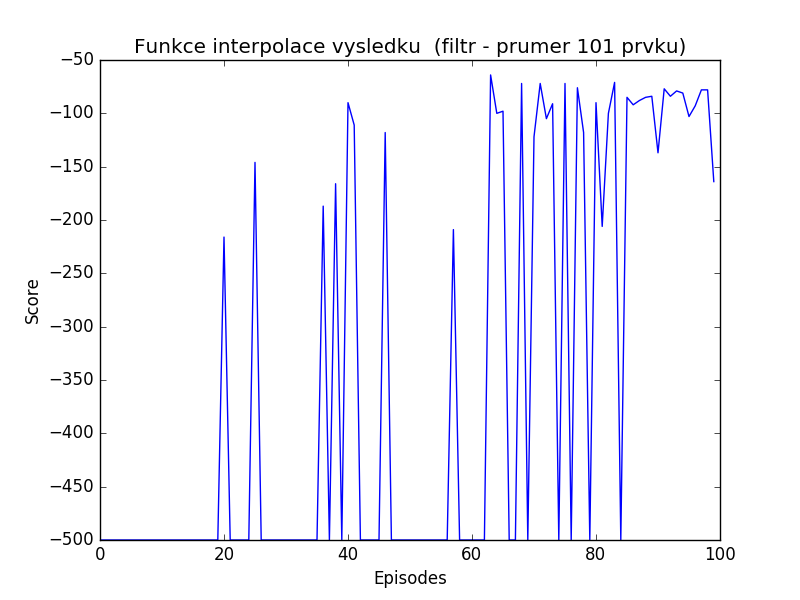 Funkce interpolace vysledku  (filtr - prumer 101 prvku)
−50
−100
−150
−200
−250
−300
−350
−400
−450
−500
Score
0 20 40 60 80 100
Episodes